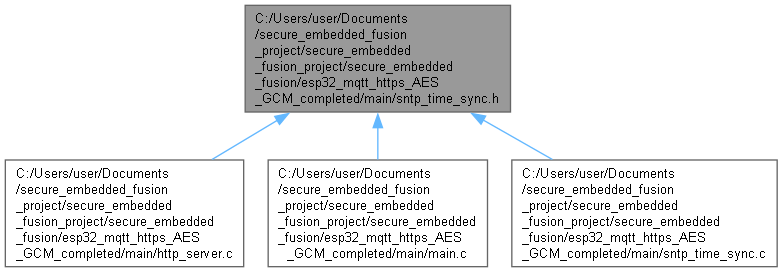 C:/Users/user/Documents
/secure_embedded_fusion
_project/secure_embedded
_fusion_project/secure_embedded
_fusion/esp32_mqtt_https_AES
_GCM_completed/main/sntp_time_sync.h
C:/Users/user/Documents
/secure_embedded_fusion
_project/secure_embedded
_fusion_project/secure_embedded
_fusion/esp32_mqtt_https_AES
_GCM_completed/main/http_server.c
C:/Users/user/Documents
/secure_embedded_fusion
_project/secure_embedded
_fusion_project/secure_embedded
_fusion/esp32_mqtt_https_AES
_GCM_completed/main/main.c
C:/Users/user/Documents
/secure_embedded_fusion
_project/secure_embedded
_fusion_project/secure_embedded
_fusion/esp32_mqtt_https_AES
_GCM_completed/main/sntp_time_sync.c